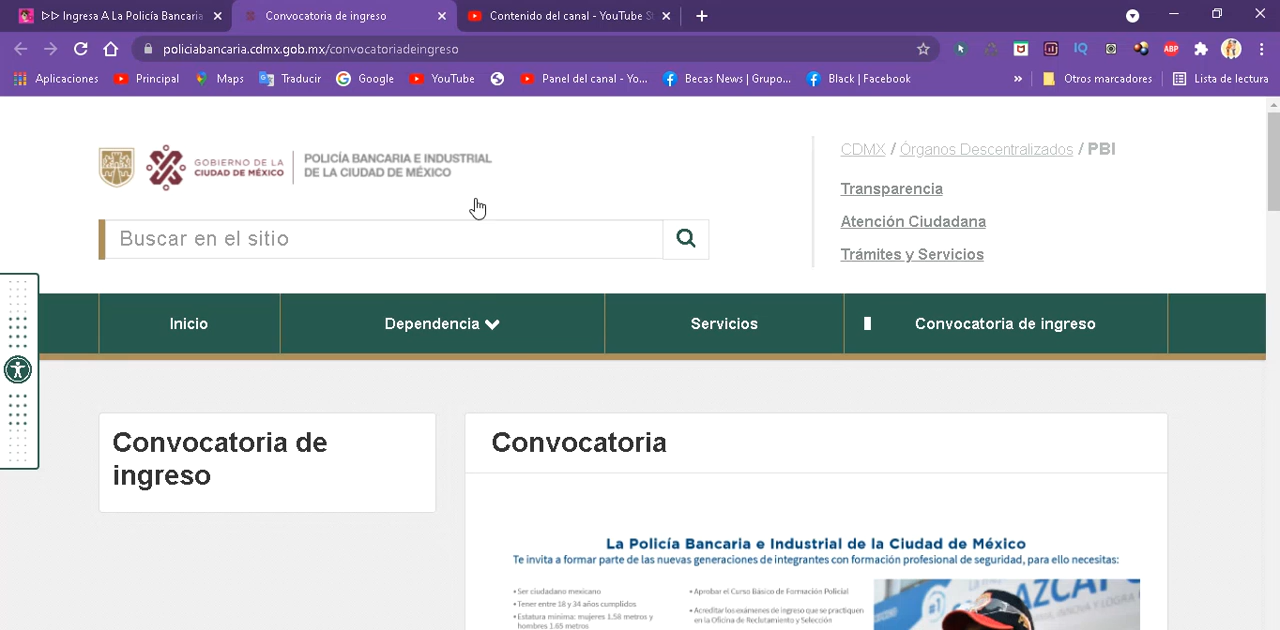 ▷▷ Ingresa A La Policía Bancaria
Convocatoria de ingreso
Contenido del canal - YouTube S
policiabancaria.cdmx.gob.mx/convocatoriadeingreso
IQ
ABP
Aplicaciones
Principal
Maps
Traducir
Google
YouTube
Panel del canal - Yo...
Becas News | Grupo...
Black | Facebook
»
Otros marcadores
Lista de lectura
GOBIERNO DE LA
CIUDAD DE MÉXICO
POLICÍA BANCARIA E INDUSTRIAL
DE LA CIUDAD DE MÉXICO
CDMX / Órganos Descentralizados / PBI
Transparencia
Atención Ciudadana
Trámites y Servicios
Buscar en el sitio
Inicio
Dependencia
Servicios
Convocatoria de ingreso
Convocatoria de
ingreso
Convocatoria
La Policía Bancaria e Industrial de la Ciudad de México
Te invita a formar parte de las nuevas generaciones de integrantes con formación profesional de seguridad, para ello necesitas:
• Ser ciudadano mexicano
• Tener entre 18 y 34 años cumplidos
• Estatura mínima: mujeres 1.58 metros y
hombres 1.65 metros
• Aprobar el Curso Básico de Formación Policial
• Acreditar los exámenes de ingreso que se practiquen
en la Oficina de Reclutamiento y Selección
#1
AZCAP